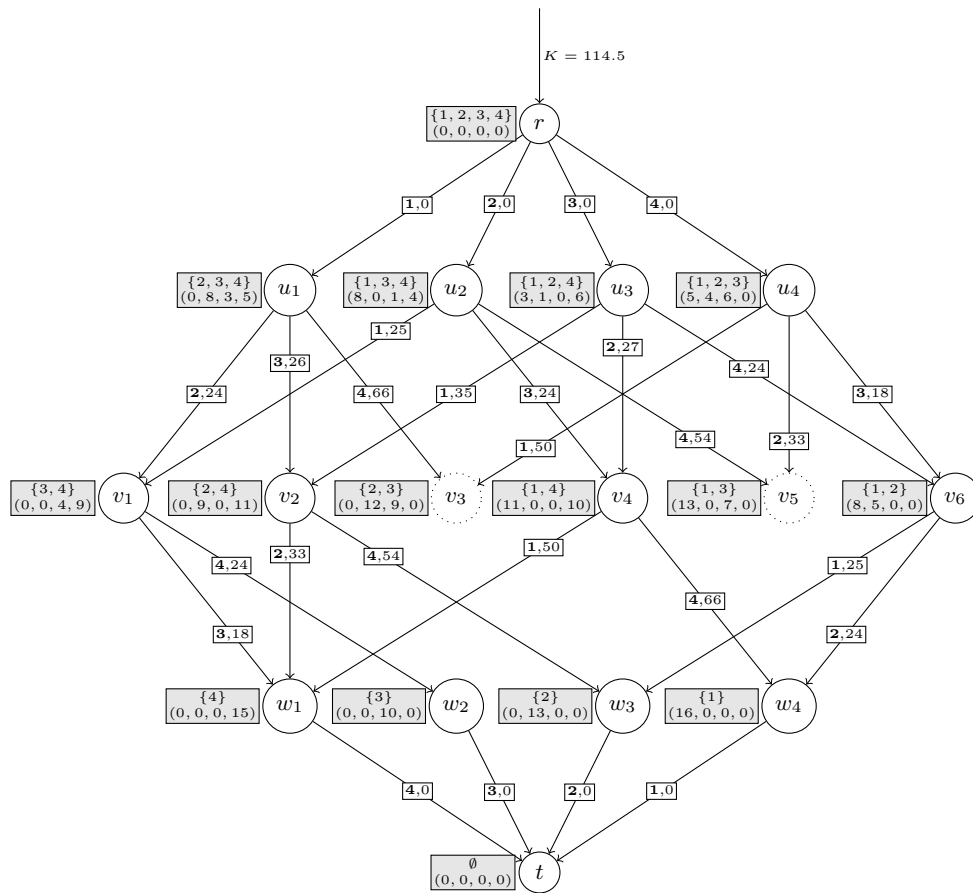 K = 114.5
{1, 2, 3, 4}
(0, 0, 0, 0)
r
1,0
2,0
3,0
4,0
{2, 3, 4}
(0, 8, 3, 5)
u1
{1, 3, 4}
(8, 0, 1, 4)
u2
{1, 2, 4}
(3, 1, 0, 6)
u3
{1, 2, 3}
(5, 4, 6, 0)
u4
1,25
2,27
3,26
4,24
2,24
4,66
1,35
3,24
3,18
4,54
2,33
1,50
{3, 4}
(0, 0, 4, 9)
v1
{2, 4}
(0, 9, 0, 11)
v2
{2, 3}
(0, 12, 9, 0)
v3
{1, 4}
(11, 0, 0, 10)
v4
{1, 3}
(13, 0, 7, 0)
v5
{1, 2}
(8, 5, 0, 0)
v6
1,50
2,33
4,54
4,24
1,25
4,66
3,18
2,24
{4}
(0, 0, 0, 15)
w1
{3}
(0, 0, 10, 0)
w2
{2}
(0, 13, 0, 0)
w3
{1}
(16, 0, 0, 0)
w4
4,0
3,0
2,0
1,0
∅
(0, 0, 0, 0)
t